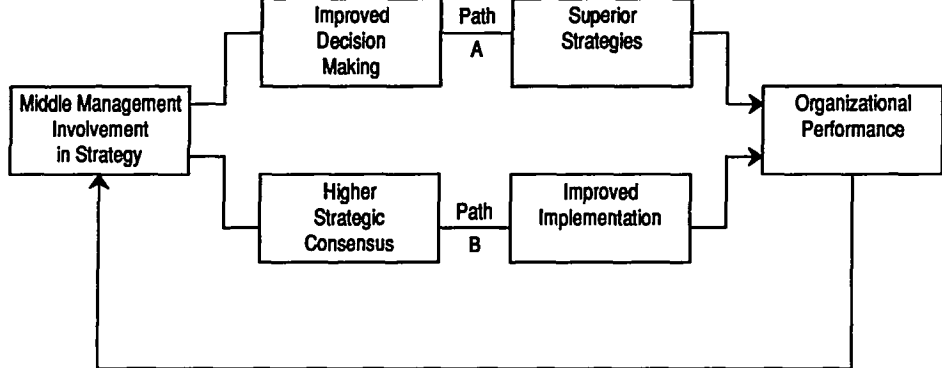 Improved
Decision
Making
Path
A
Superior
Strategies
Middle Management
Involvement
in Strategy
Organizational
Performance
Higher
Strategic
Consensus
Path
B
Improved
Implementation